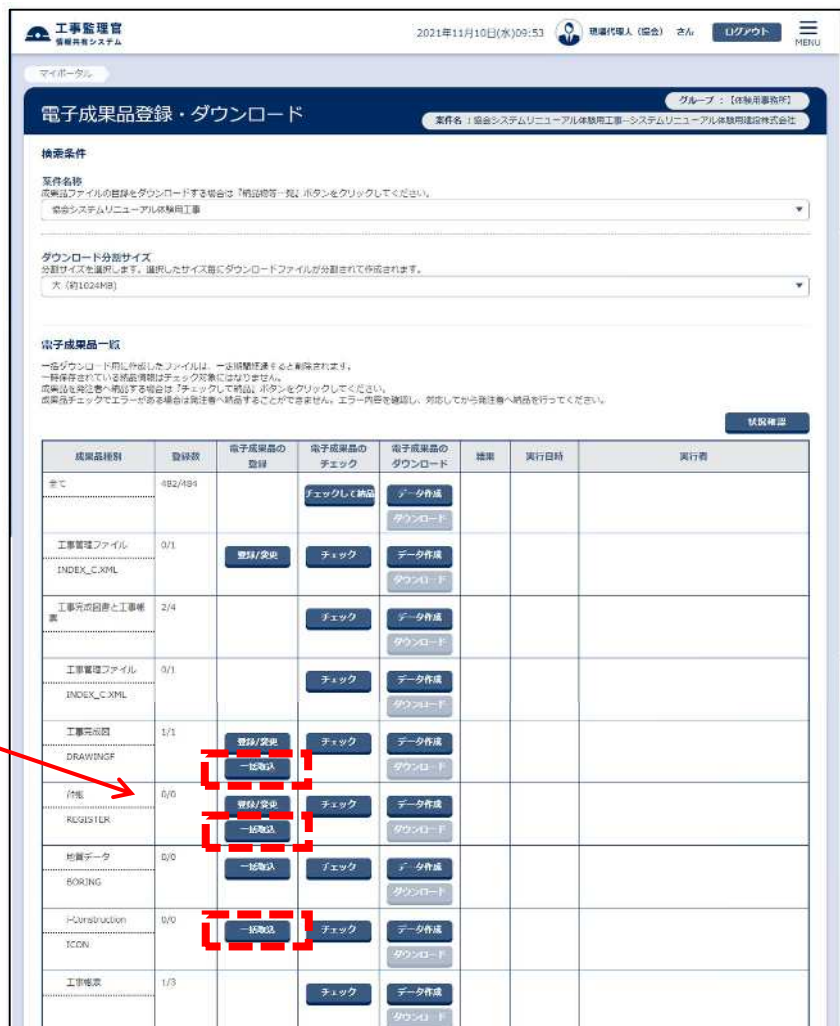 工事監理官
情報共有システム
2021年11月10日(水)09:53
現場代理人（協会） さん
ログアウト
MENU
マイポータル
電子成果品登録・ダウンロード
グループ：【体験用事務所】
案件名：協会システムリニューアル体験用工事-システムリニューアル体験用建設株式会社
検索条件
案件名称
成果品ファイルの目録をダウンロードする場合は『納品物等一覧』ボタンをクリックしてください。
協会システムリニューアル体験用工事
ダウンロード分割サイズ
分割サイズを選択します。選択したサイズ毎にダウンロードファイルが分割されて作成されます。
大（約1024MB）
電子成果品一覧
一括ダウンロード用に作成したファイルは、一定期間経過すると削除されます。
一時保存されている納品情報はチェック対象にはなりません。
成果品を発注者へ納品する場合は『チェックして納品』ボタンをクリックしてください。
成果品チェックでエラーがある場合は発注者へ納品することができません。エラー内容を確認し、対応してから発注者へ納品を行ってください。
状況確認
成果品種別 登録数 電子成果品の登録 電子成果品のチェック 電子成果品のダウンロード 結果 実行日時 実行者
全て 482/484 チェックして納品 データ作成
ダウンロード
工事管理ファイル 0/1 登録/変更 チェック データ作成
INDEX_C.XML ダウンロード
工事完成図書と工事帳票 2/4 チェック データ作成
ダウンロード
工事管理ファイル 0/1 チェック データ作成
INDEX_C.XML ダウンロード
工事完成図 1/1 登録/変更 チェック データ作成
DRAWINGF 一括取込 ダウンロード
台帳 0/0 登録/変更 チェック データ作成
REGISTER 一括取込 ダウンロード
地質データ 0/0 一括取込 チェック データ作成
BORING ダウンロード
i-Construction 0/0 一括取込 チェック データ作成
ICON ダウンロード
工事帳票 1/3 チェック データ作成
ダウンロード